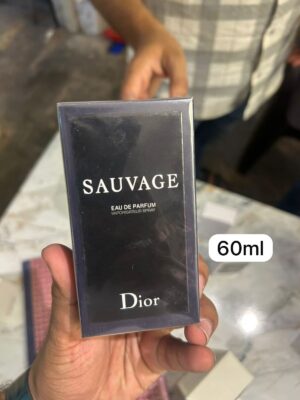 SAUVAGE
EAU DE PARFUM
VAPORISATEUR SPRAY
60ml
Dior